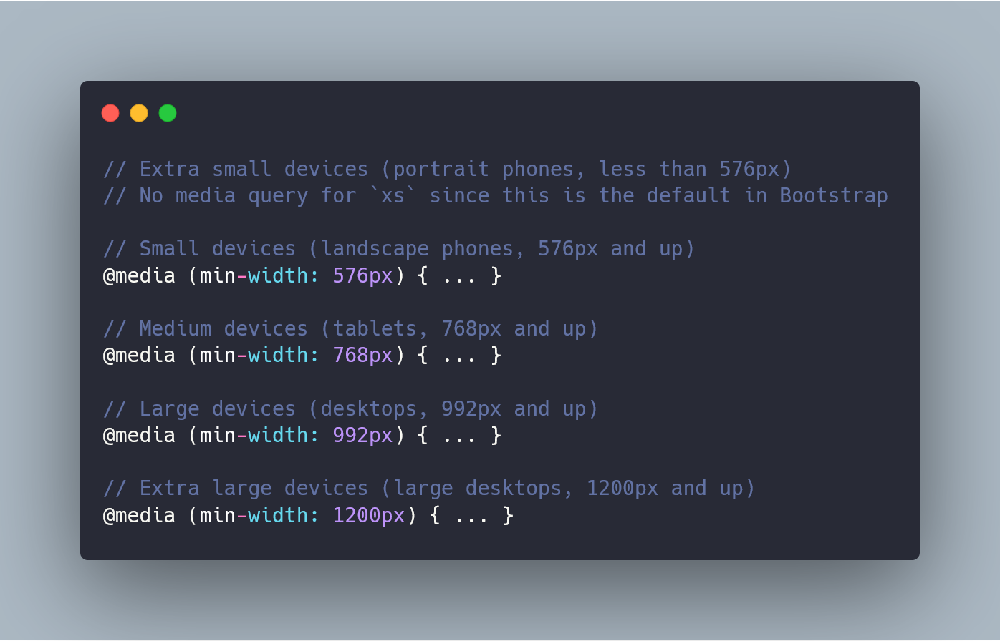 // Extra small devices (portrait phones, less than 576px)
// No media query for `xs` since this is the default in Bootstrap
// Small devices (landscape phones, 576px and up)
@media (min-width: 576px) { ... }
// Medium devices (tablets, 768px and up)
@media (min-width: 768px) { ... }
// Large devices (desktops, 992px and up)
@media (min-width: 992px) { ... }
// Extra large devices (large desktops, 1200px and up)
@media (min-width: 1200px) { ... }